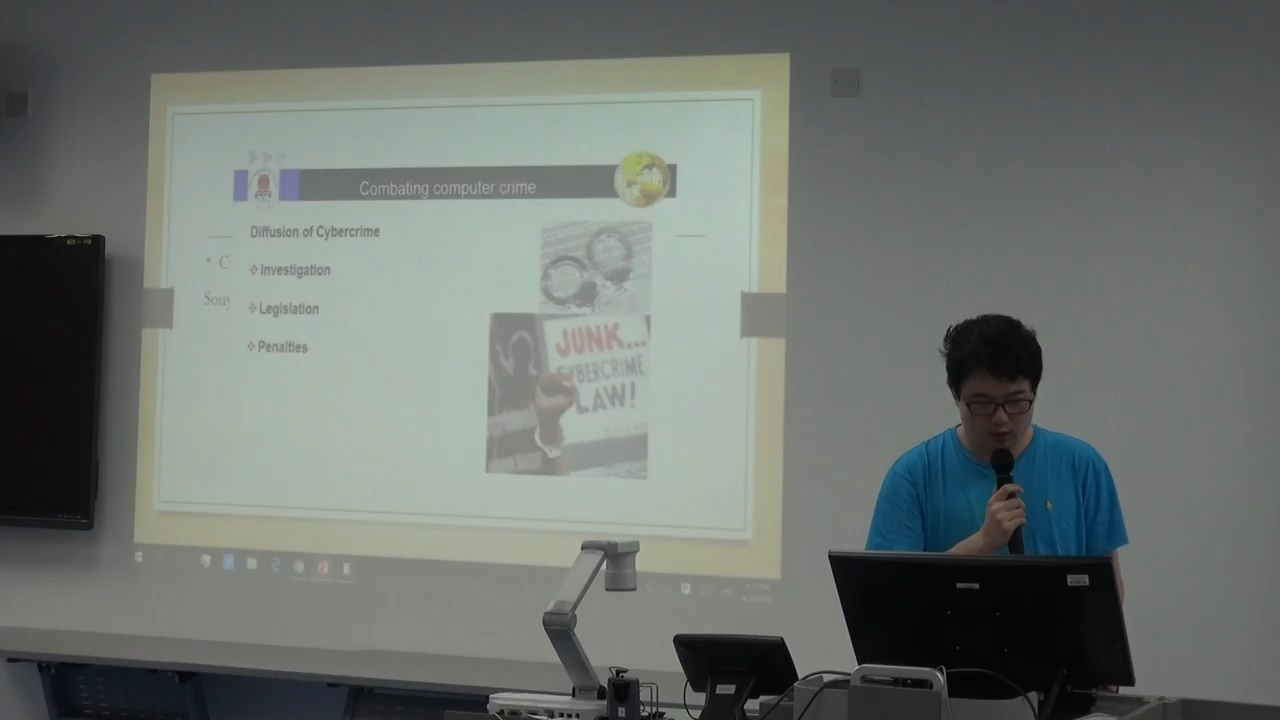 Combating computer crime
Diffusion of Cybercrime
Investigation
Legislation
Penalties
JUNK...
CYBERCRIME
LAW!